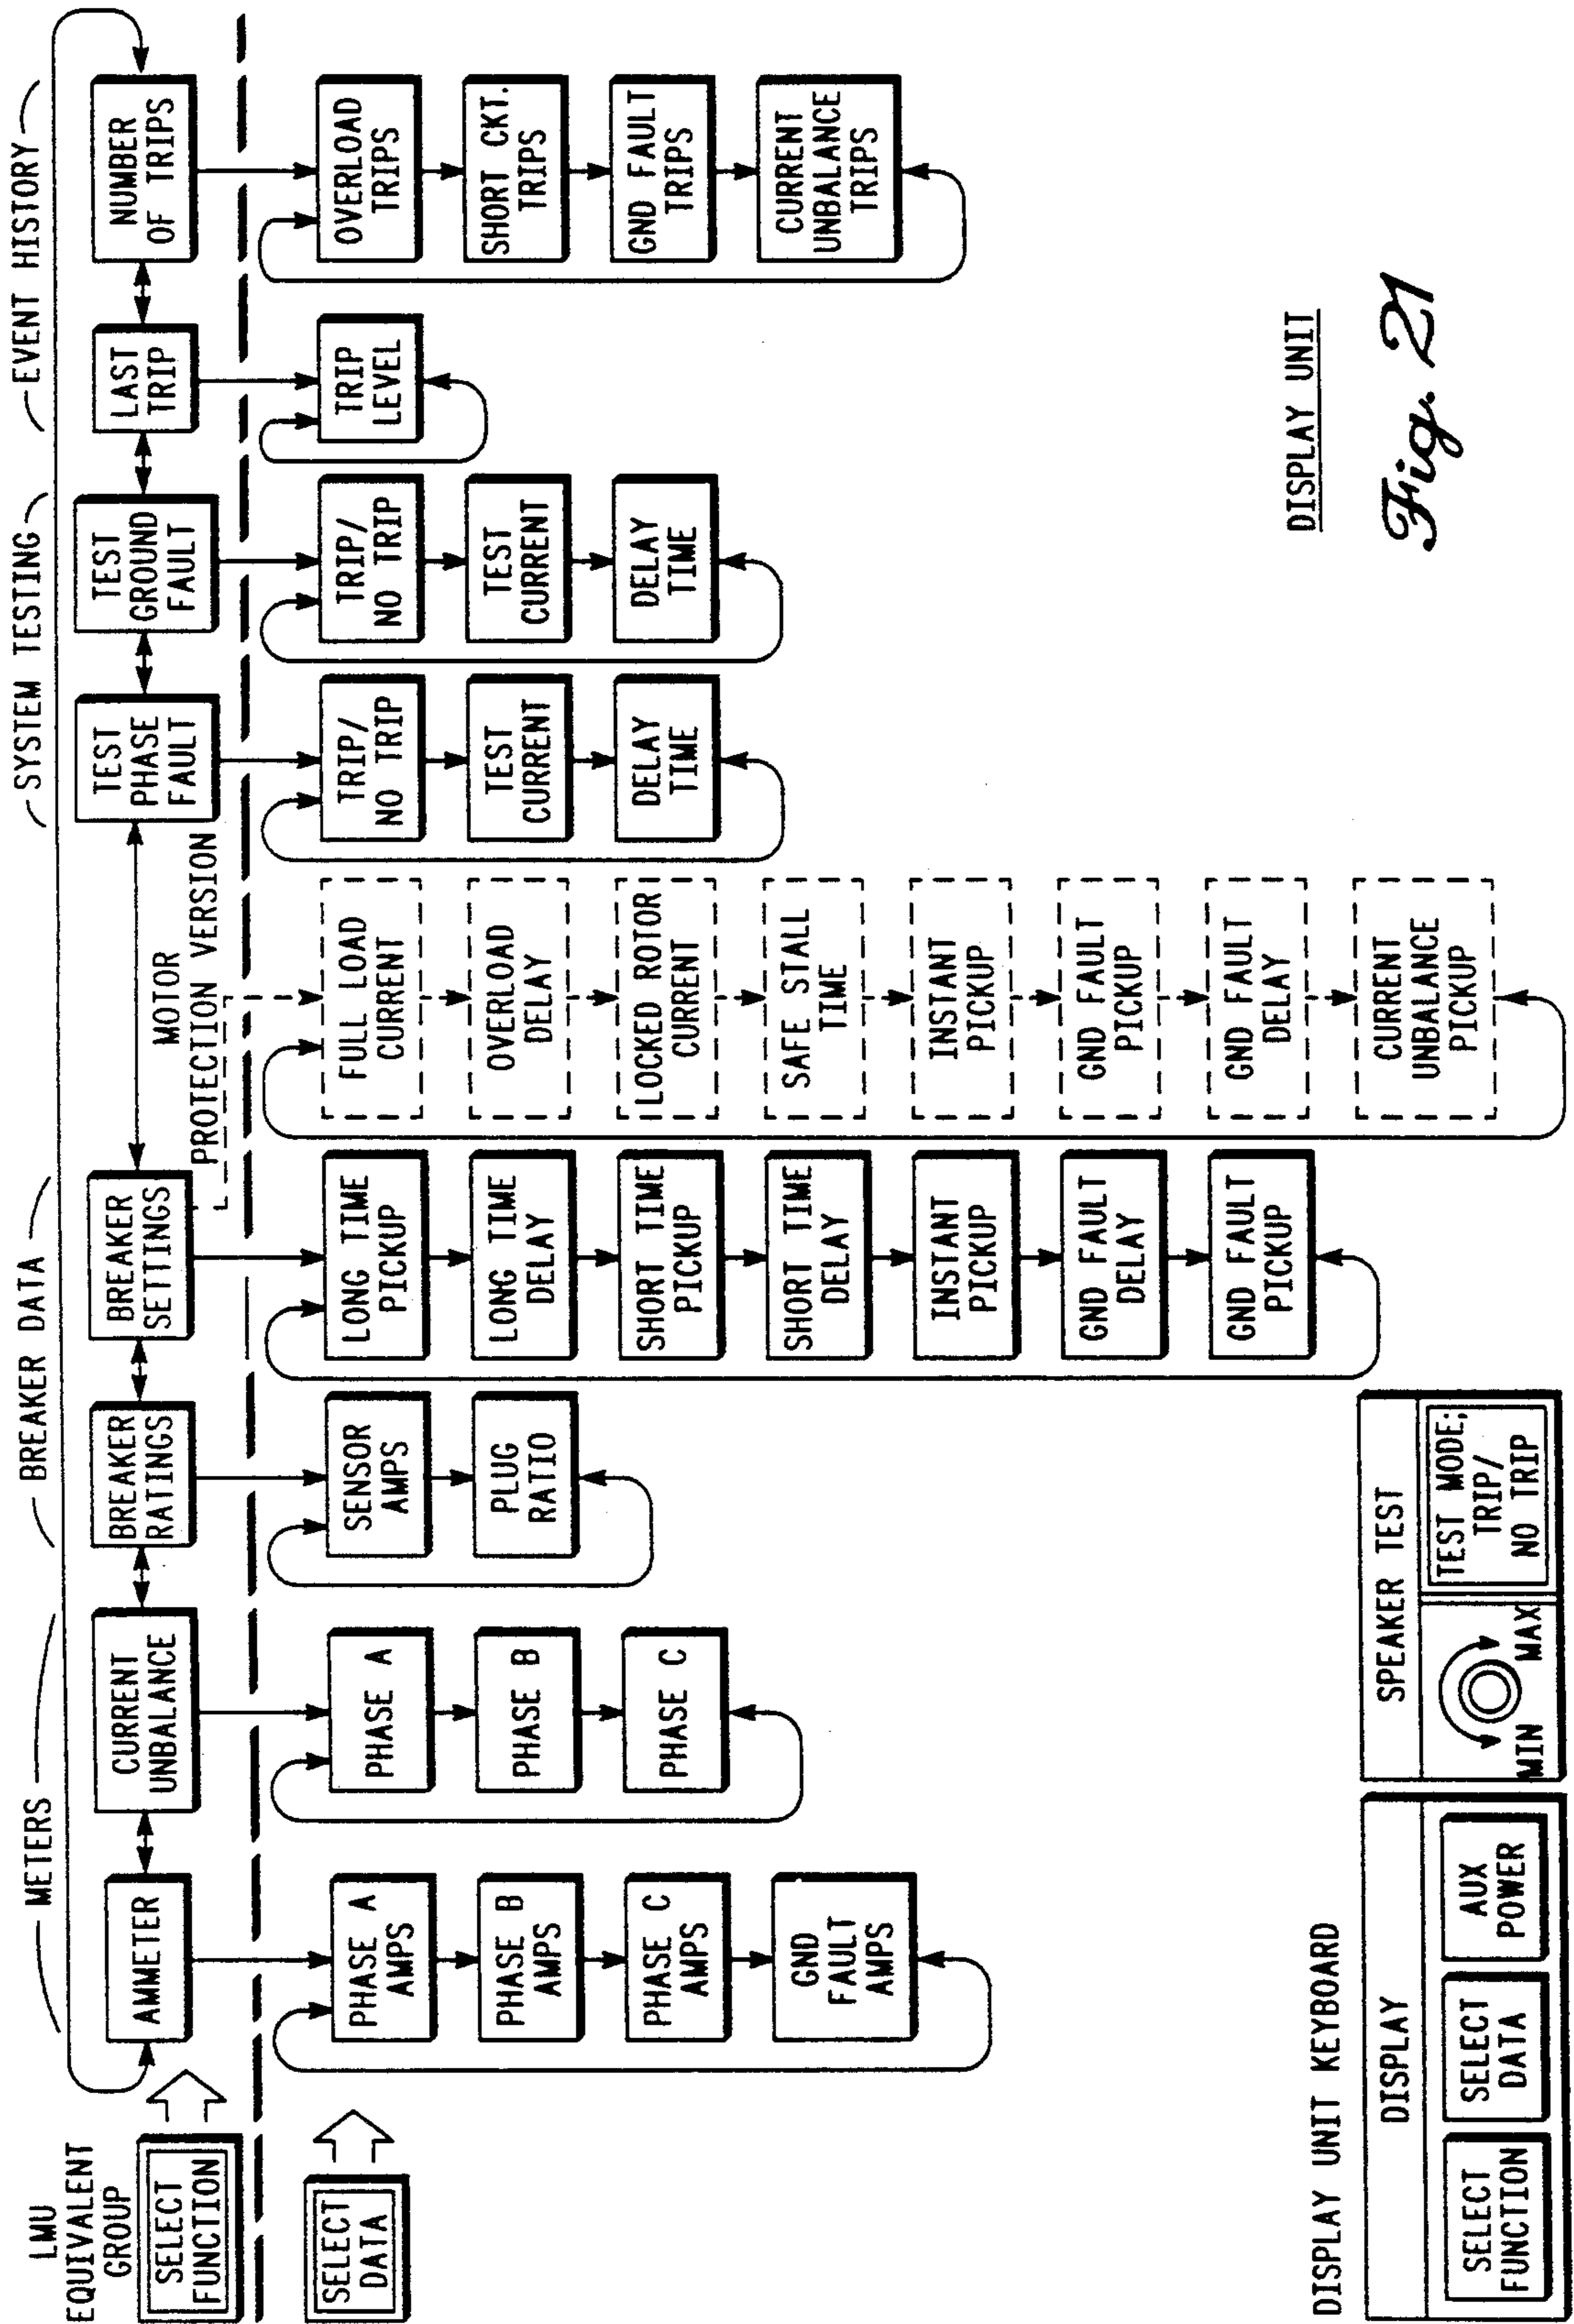 LMU
EQUIVALENT
GROUP
METERS
BREAKER DATA
SYSTEM TESTING
EVENT HISTORY
SELECT
FUNCTION
AMMETER
CURRENT
UNBALANCE
BREAKER
RATINGS
BREAKER
SETTINGS
MOTOR
PROTECTION VERSION
TEST
PHASE
FAULT
TEST
GROUND
FAULT
LAST
TRIP
NUMBER
OF TRIPS
SELECT
DATA
PHASE A
AMPS
PHASE B
AMPS
PHASE C
AMPS
GND
FAULT
AMPS
PHASE A
PHASE B
PHASE C
SENSOR
AMPS
PLUG
RATIO
LONG TIME
PICKUP
LONG TIME
DELAY
SHORT TIME
PICKUP
SHORT TIME
DELAY
INSTANT
PICKUP
GND FAULT
DELAY
GND FAULT
PICKUP
FULL LOAD
CURRENT
OVERLOAD
DELAY
LOCKED ROTOR
CURRENT
SAFE STALL
TIME
INSTANT
PICKUP
GND FAULT
PICKUP
GND FAULT
DELAY
CURRENT
UNBALANCE
PICKUP
TRIP/
NO TRIP
TEST
CURRENT
DELAY
TIME
TRIP/
NO TRIP
TEST
CURRENT
DELAY
TIME
TRIP
LEVEL
OVERLOAD
TRIPS
SHORT CKT.
TRIPS
GND FAULT
TRIPS
CURRENT
UNBALANCE
TRIPS
DISPLAY UNIT KEYBOARD
DISPLAY
SELECT
FUNCTION
SELECT
DATA
AUX
POWER
SPEAKER TEST
MIN MAX
TEST MODE;
TRIP/
NO TRIP
DISPLAY UNIT
Fig. 21